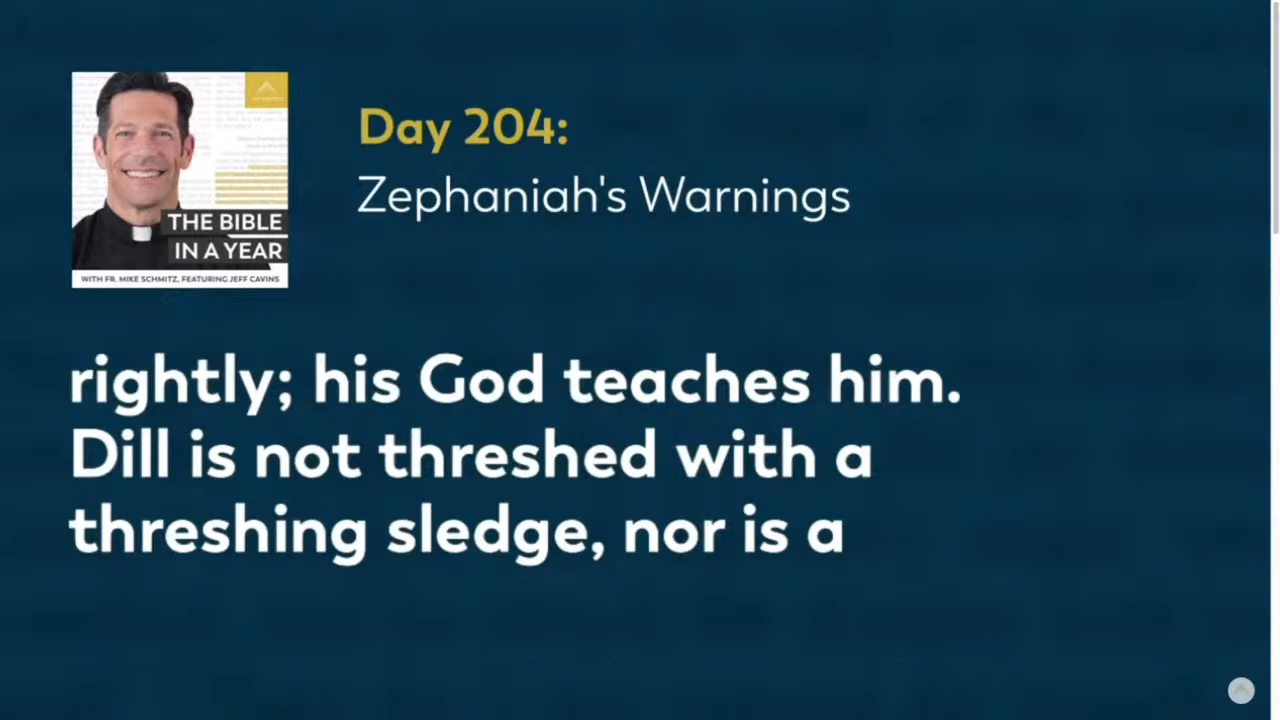 Day 204:
Zephaniah's Warnings
THE BIBLE
IN A YEAR
WITH FR. MIKE SCHMITZ, FEATURING JEFF CAVINS
rightly; his God teaches him.
Dill is not threshed with a
threshing sledge, nor is a